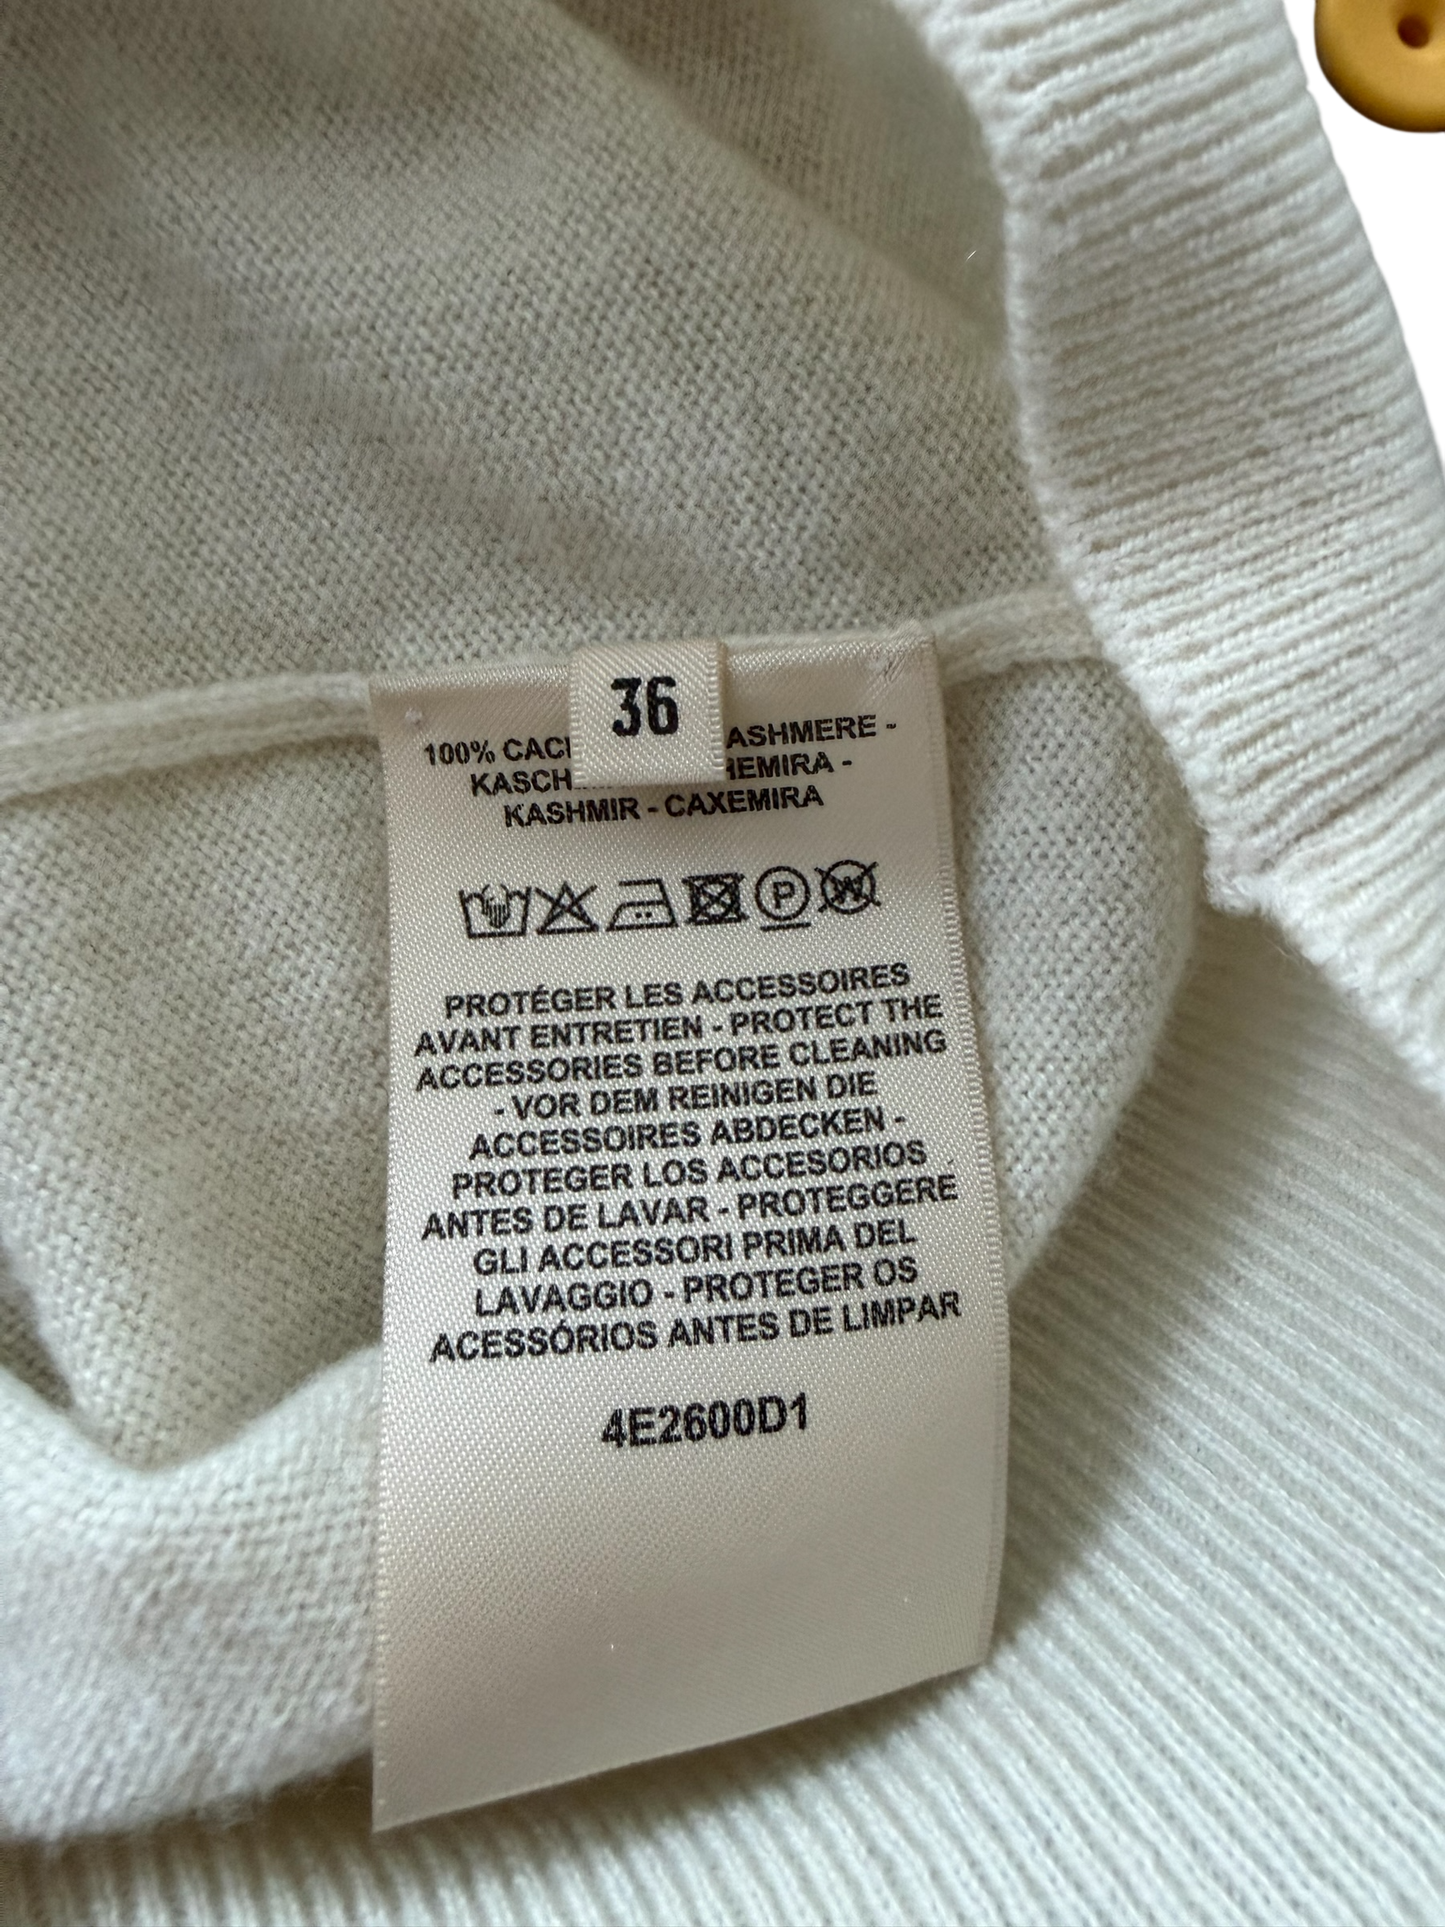 36
100% CAC ASHMERE -
KASCH HEMIRA -
KASHMIR - CAXEMIRA
P W
PROTÉGER LES ACCESSOIRES
AVANT ENTRETIEN - PROTECT THE
ACCESSORIES BEFORE CLEANING
- VOR DEM REINIGEN DIE
ACCESSOIRES ABDECKEN -
PROTEGER LOS ACCESORIOS
ANTES DE LAVAR - PROTEGGERE
GLI ACCESSORI PRIMA DEL
LAVAGGIO - PROTEGER OS
ACESSÓRIOS ANTES DE LIMPAR
4E2600D1